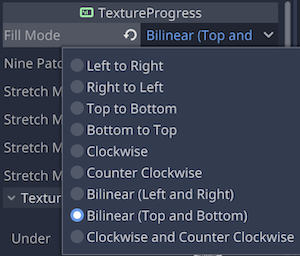 TextureProgress
Fill Mode
Bilinear (Top and
Nine Patc
Left to Right
Stretch M
Right to Left
Stretch M
Top to Bottom
Bottom to Top
Stretch M
Clockwise
Stretch M
Counter Clockwise
Textur
Bilinear (Left and Right)
Bilinear (Top and Bottom)
Under
Clockwise and Counter Clockwise